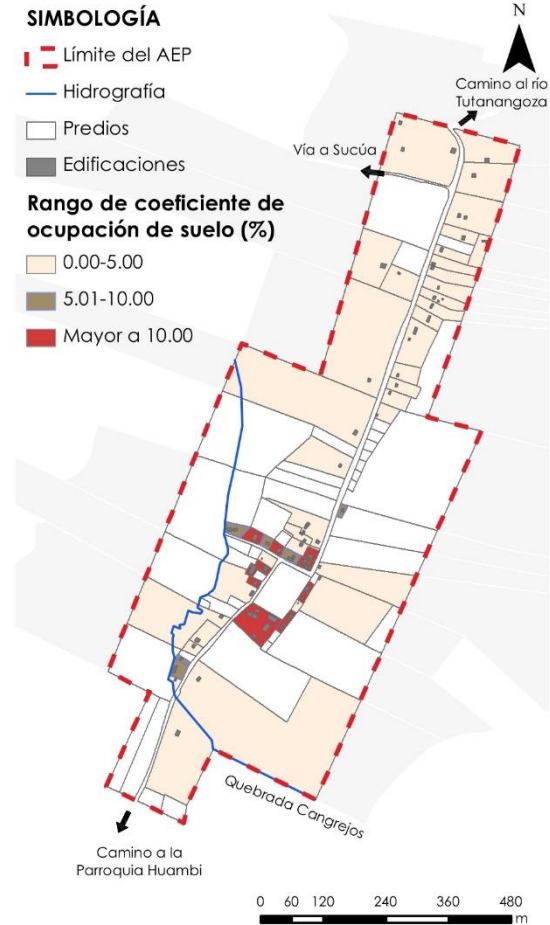 SIMBOLOGÍA
Límite del AEP
Hidrografía
Predios
Edificaciones
Rango de coeficiente de
ocupación de suelo (%)
0.00-5.00
5.01-10.00
Mayor a 10.00
N
Camino al río
Tutanangoza
Vía a Sucúa
Quebrada Cangrejos
Camino a la
Parroquia Huambi
0 60 120 240 360 480
m